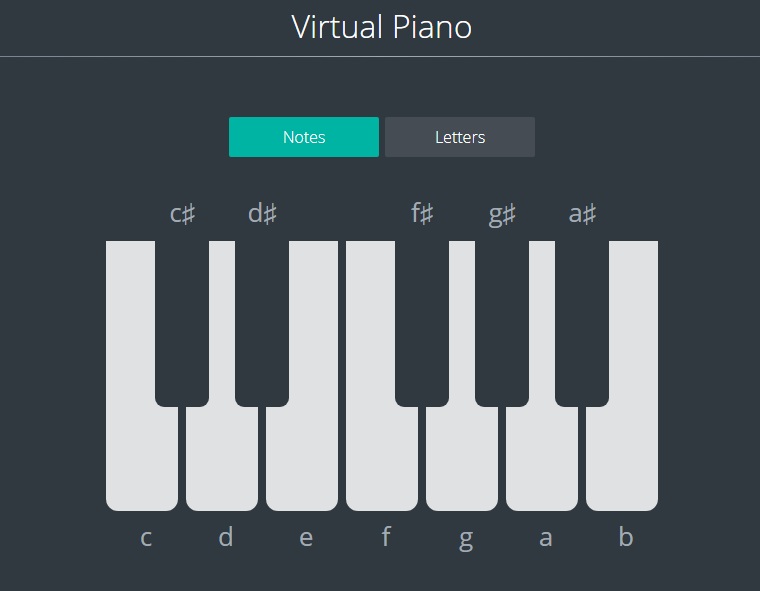 Virtual Piano
Notes Letters
c♯ d♯ f♯ g♯ a♯
c d e f g a b